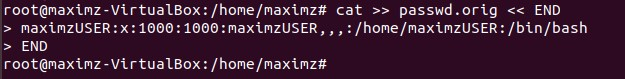 root@maximz-VirtualBox:/home/maximz# cat >> passwd.orig << END
> maximzUSER:x:1000:1000:maximzUSER,,,:/home/maximzUSER:/bin/bash
> END
root@maximz-VirtualBox:/home/maximz#